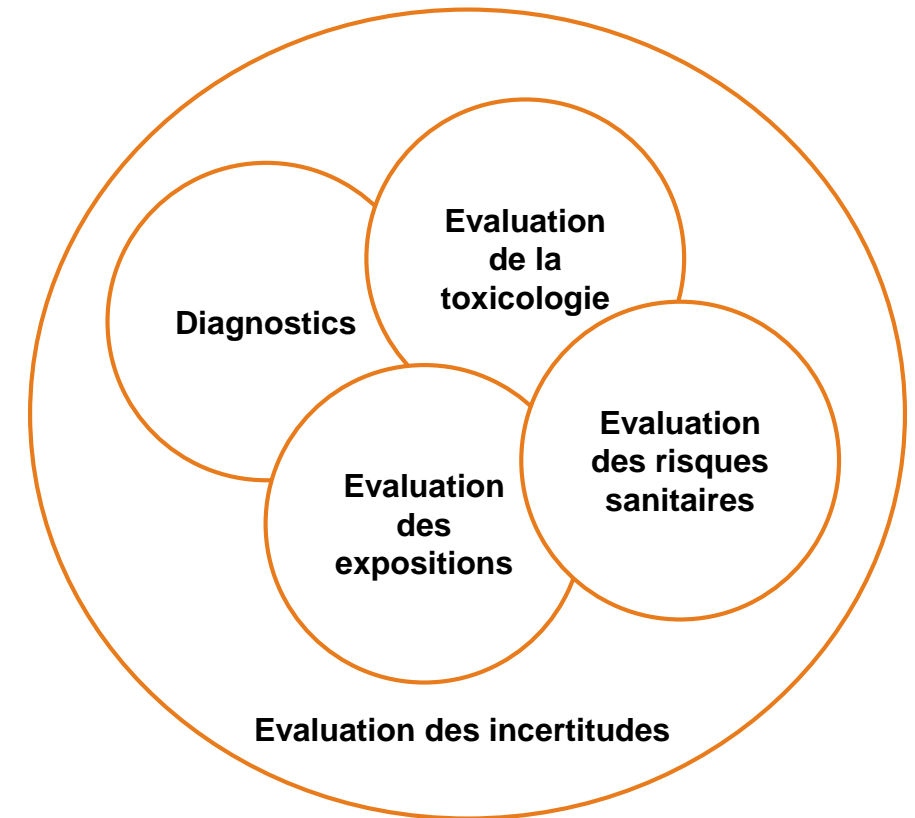 Evaluation
de la
toxicologie
Diagnostics
Evaluation
des risques
sanitaires
Evaluation
des
expositions
Evaluation des incertitudes